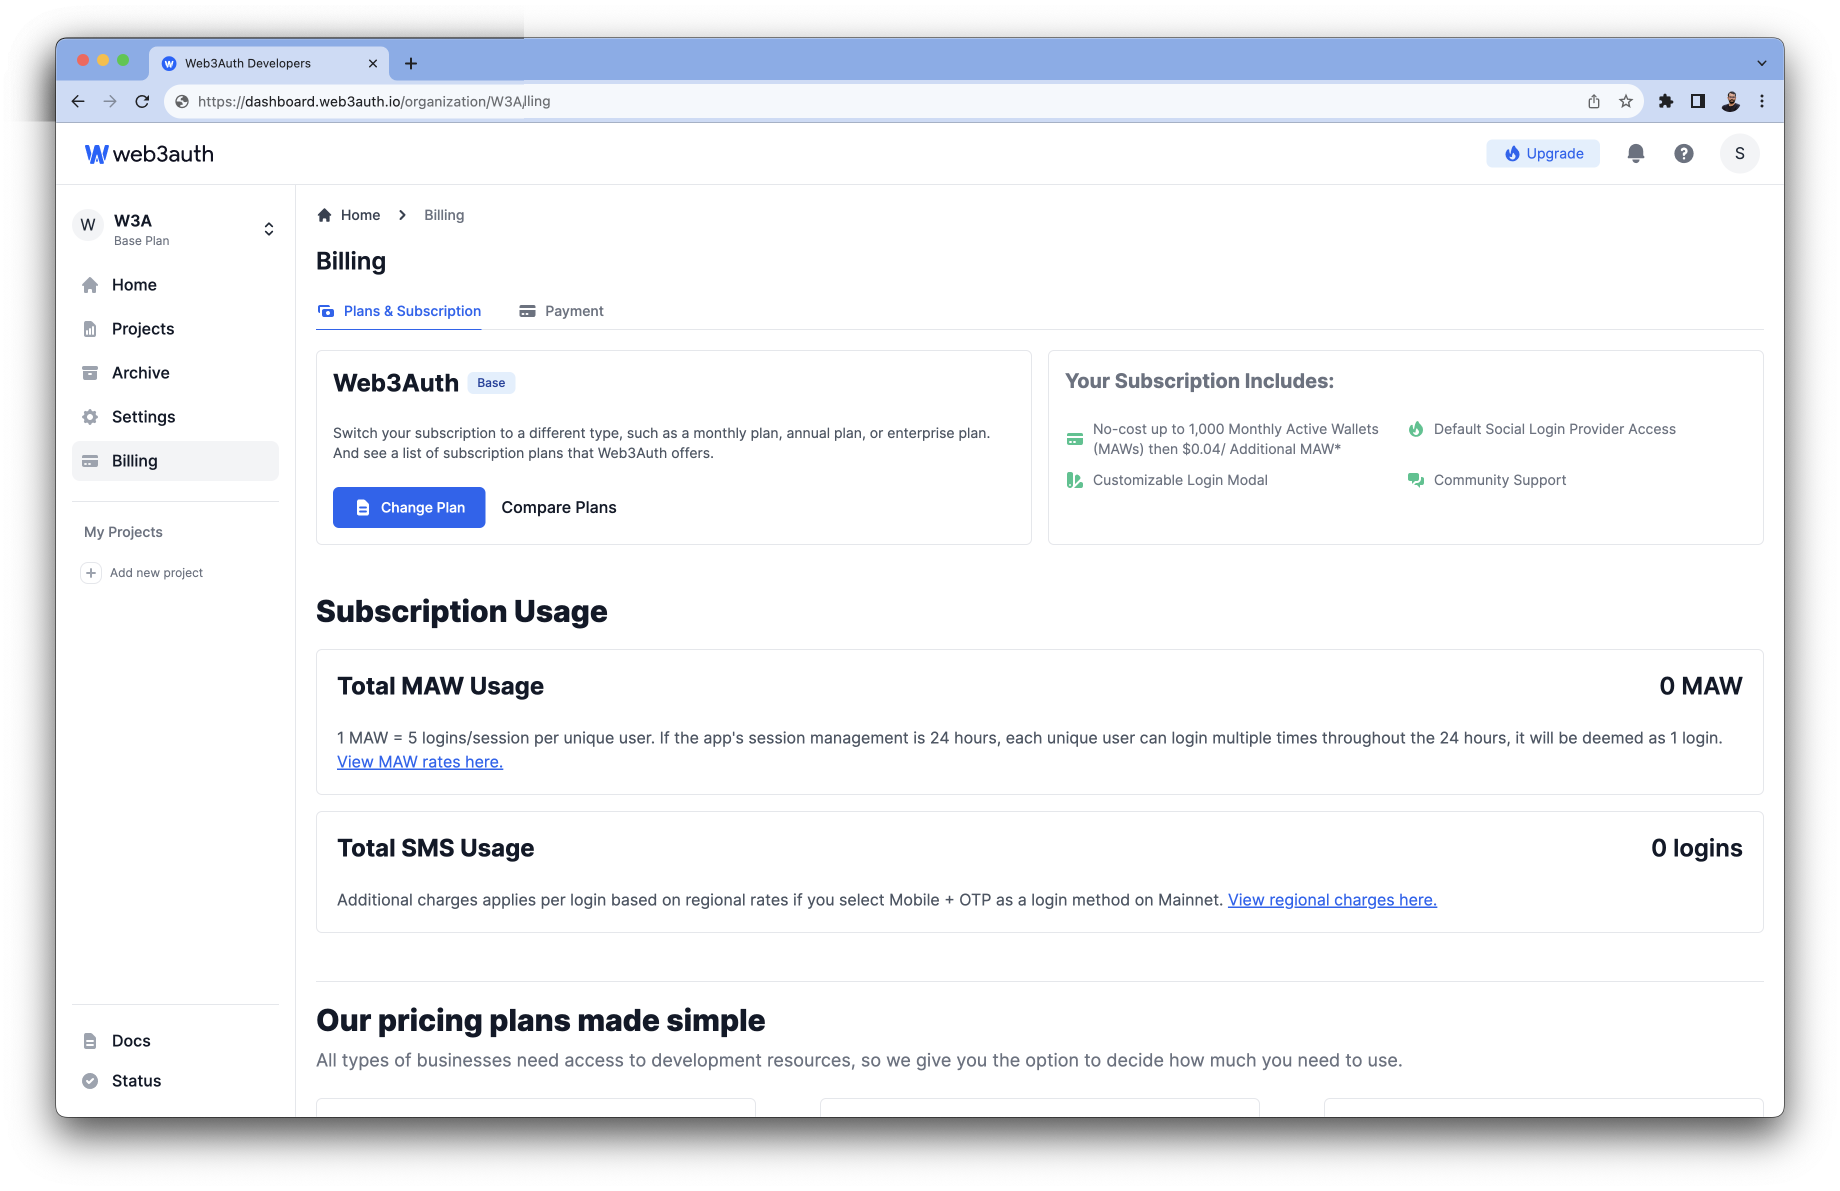 Web3Auth Developers
https://dashboard.web3auth.io/organization/W3A/lling
web3auth
Upgrade
S
W
W3A
Base Plan
Home
Projects
Archive
Settings
Billing
My Projects
Add new project
Docs
Status
Home
Billing
Billing
Plans & Subscription
Payment
Web3Auth
Base
Switch your subscription to a different type, such as a monthly plan, annual plan, or enterprise plan.
And see a list of subscription plans that Web3Auth offers.
Change Plan
Compare Plans
Your Subscription Includes:
No-cost up to 1,000 Monthly Active Wallets
(MAWs) then $0.04/ Additional MAW*
Default Social Login Provider Access
Customizable Login Modal
Community Support
Subscription Usage
Total MAW Usage
0 MAW
1 MAW = 5 logins/session per unique user. If the app's session management is 24 hours, each unique user can login multiple times throughout the 24 hours, it will be deemed as 1 login.
View MAW rates here.
Total SMS Usage
0 logins
Additional charges applies per login based on regional rates if you select Mobile + OTP as a login method on Mainnet. View regional charges here.
Our pricing plans made simple
All types of businesses need access to development resources, so we give you the option to decide how much you need to use.